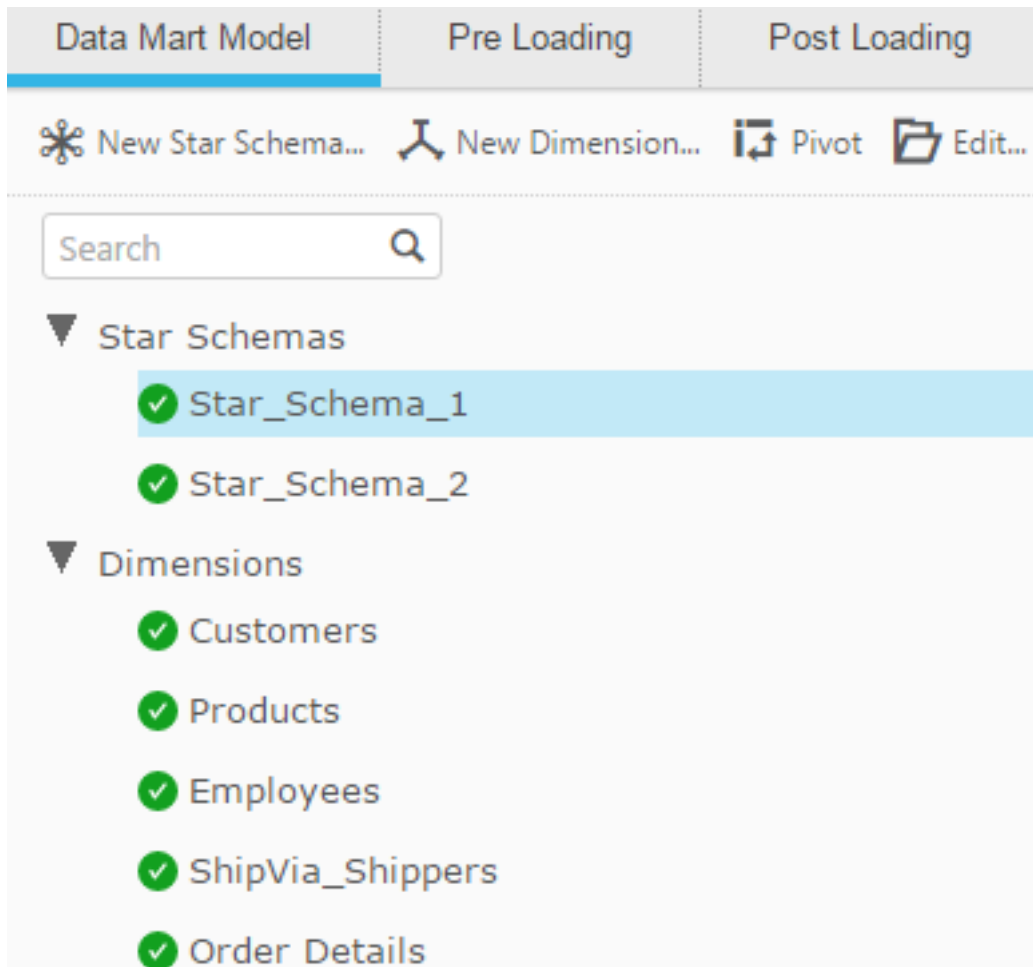 Data Mart Model Pre Loading Post Loading
New Star Schema... New Dimension... Pivot Edit...
Search
Star Schemas
Star_Schema_1
Star_Schema_2
Dimensions
Customers
Products
Employees
ShipVia_Shippers
Order Details